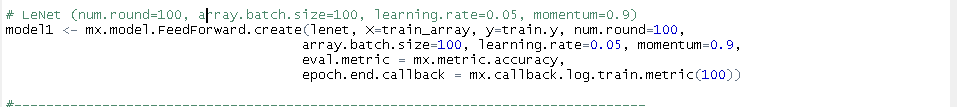 # LeNet (num.round=100, array.batch.size=100, learning.rate=0.05, momentum=0.9)
model1 <- mx.model.FeedForward.create(lenet, X=train_array, y=train.y, num.round=100,
array.batch.size=100, learning.rate=0.05, momentum=0.9,
eval.metric = mx.metric.accuracy,
epoch.end.callback = mx.callback.log.train.metric(100))
#-------------------------------------------------------------------------------